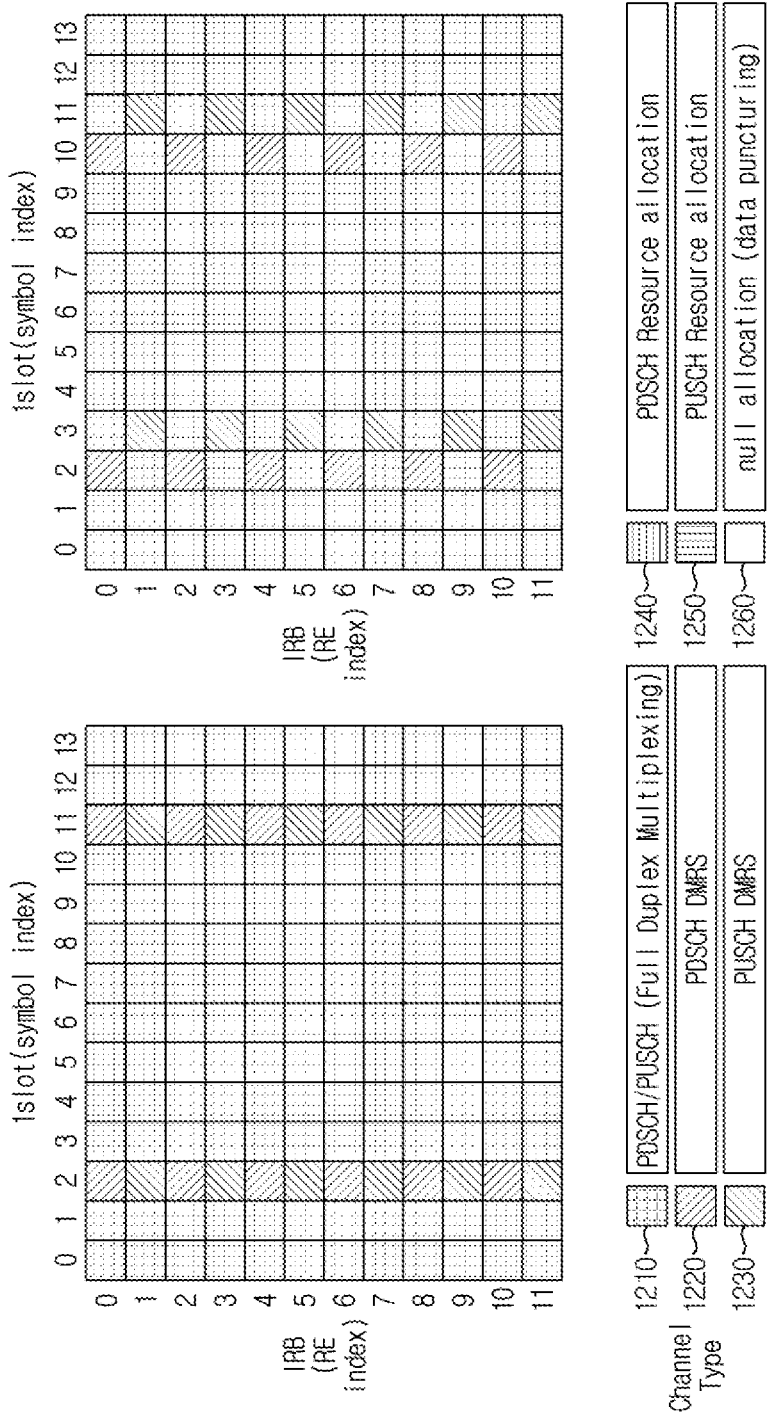 1slot(symbol index)
0 1 2 3 4 5 6 7 8 9 10 11 12 13
0
1
2
3
4
5
6
7
8
9
10
11
IRB
(RE
index)
1slot(symbol index)
0 1 2 3 4 5 6 7 8 9 10 11 12 13
0
1
2
3
4
5
6
7
8
9
10
11
IRB
(RE
index)
Channel
Type
1210 PDSCH/PUSCH (Full Duplex Multiplexing)
1220 PDSCH DMRS
1230 PUSCH DMRS
1240 PDSCH Resource allocation
1250 PUSCH Resource allocation
1260 null allocation (data puncturing)